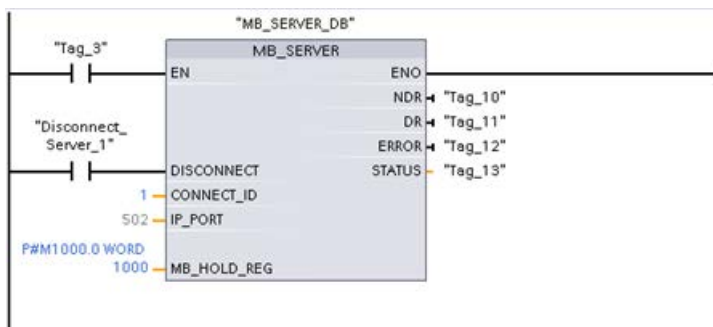 "MB_SERVER_DB"
"Tag_3"
MB_SERVER
EN
ENO
NDR
"Tag_10"
DR
"Tag_11"
"Disconnect_
Server_1"
ERROR
"Tag_12"
DISCONNECT
STATUS
"Tag_13"
1
CONNECT_ID
502
IP_PORT
P#M1000.0 WORD
1000
MB_HOLD_REG